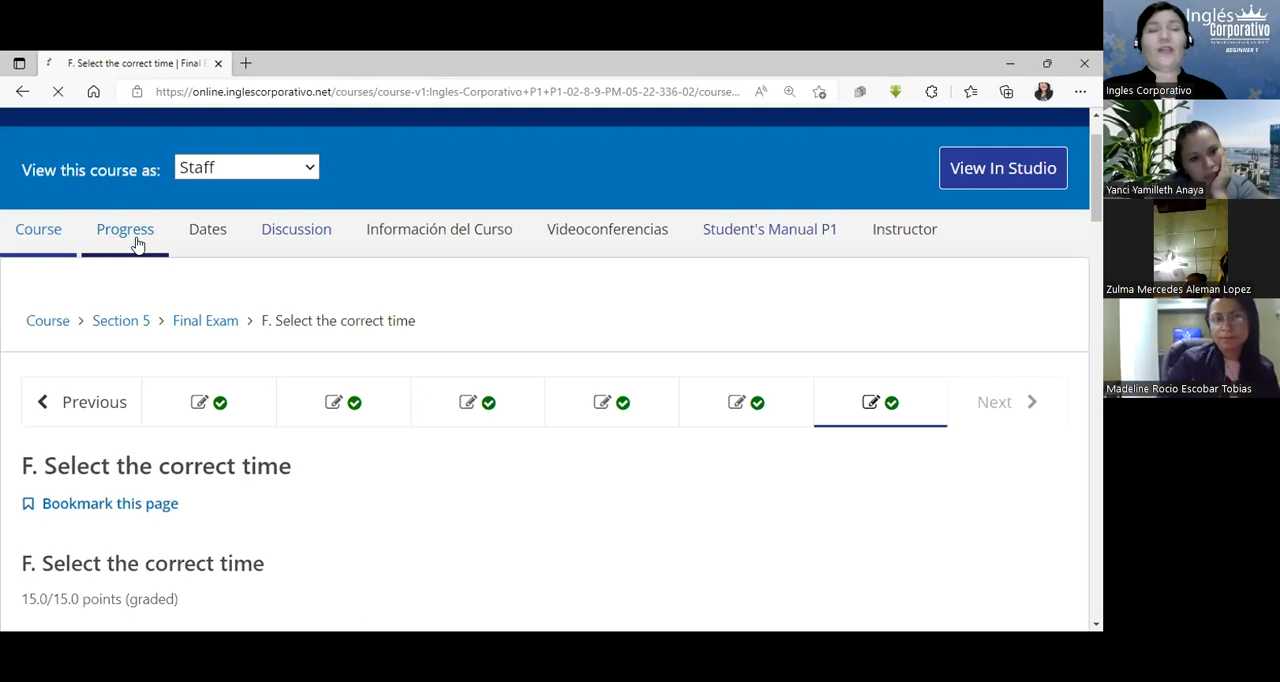 F. Select the correct time | Final E
https://online.inglescorporativo.net/courses/course-v1:Ingles-Corporativo+P1+P1-02-8-9-PM-05-22-336-02/course...
View this course as:
Staff
View In Studio
Course
Progress
Dates
Discussion
Información del Curso
Videoconferencias
Student's Manual P1
Instructor
Course > Section 5 > Final Exam > F. Select the correct time
Previous
Next
F. Select the correct time
Bookmark this page
F. Select the correct time
15.0/15.0 points (graded)
Inglés
Corporativo
BEGINNER 1
Ingles Corporativo
Yanci Yamilleth Anaya
Zulma Mercedes Aleman Lopez
Madeline Rocio Escobar Tobias